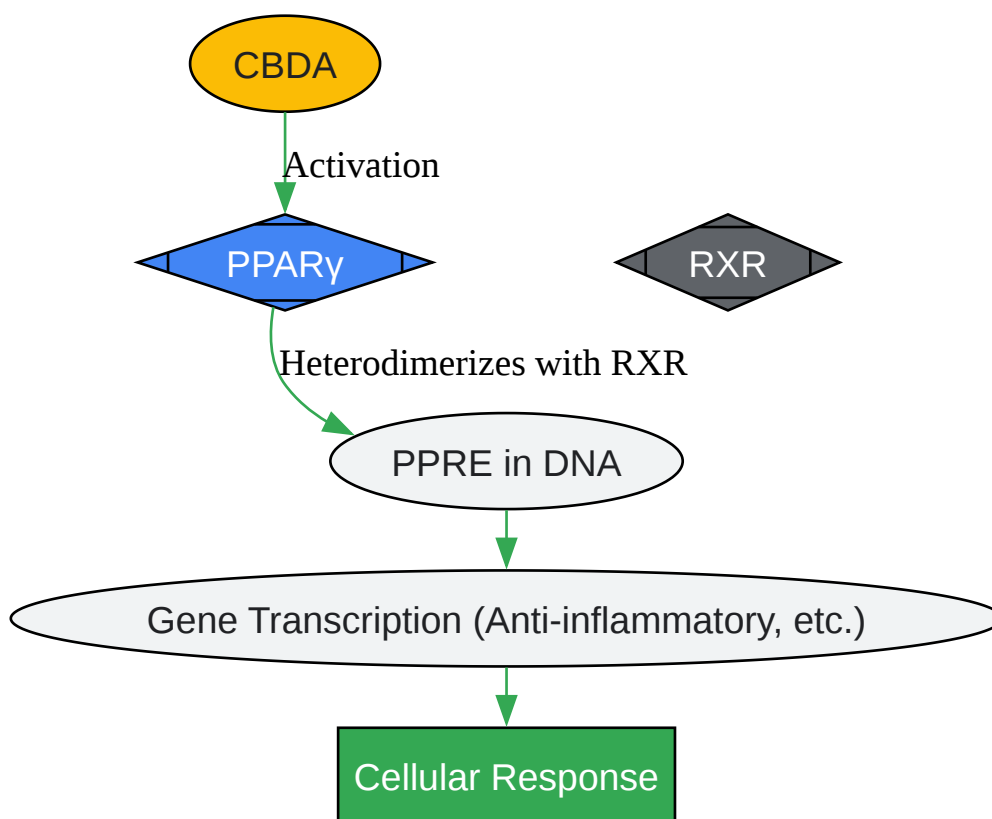 CBDA
Activation
PPARγ
RXR
Heterodimerizes with RXR
PPRE in DNA
Gene Transcription (Anti-inflammatory, etc.)
Cellular Response